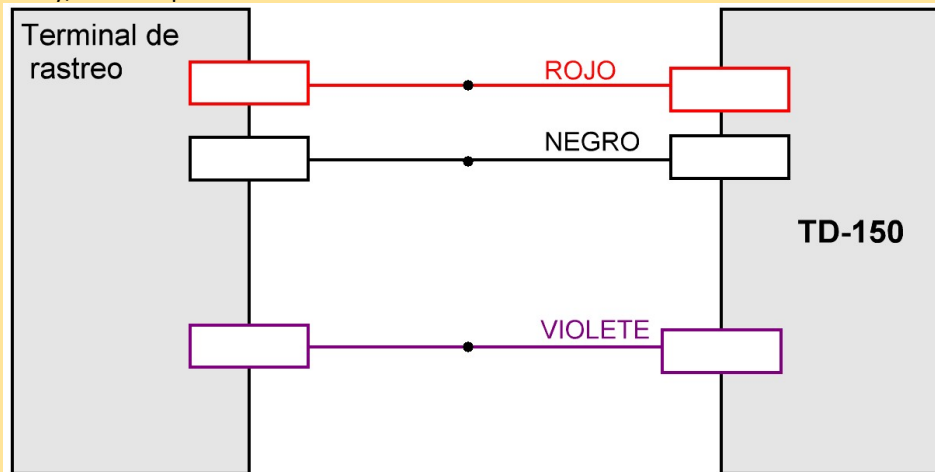 Terminal de
rastreo
ROJO
NEGRO
TD-150
VIOLETE